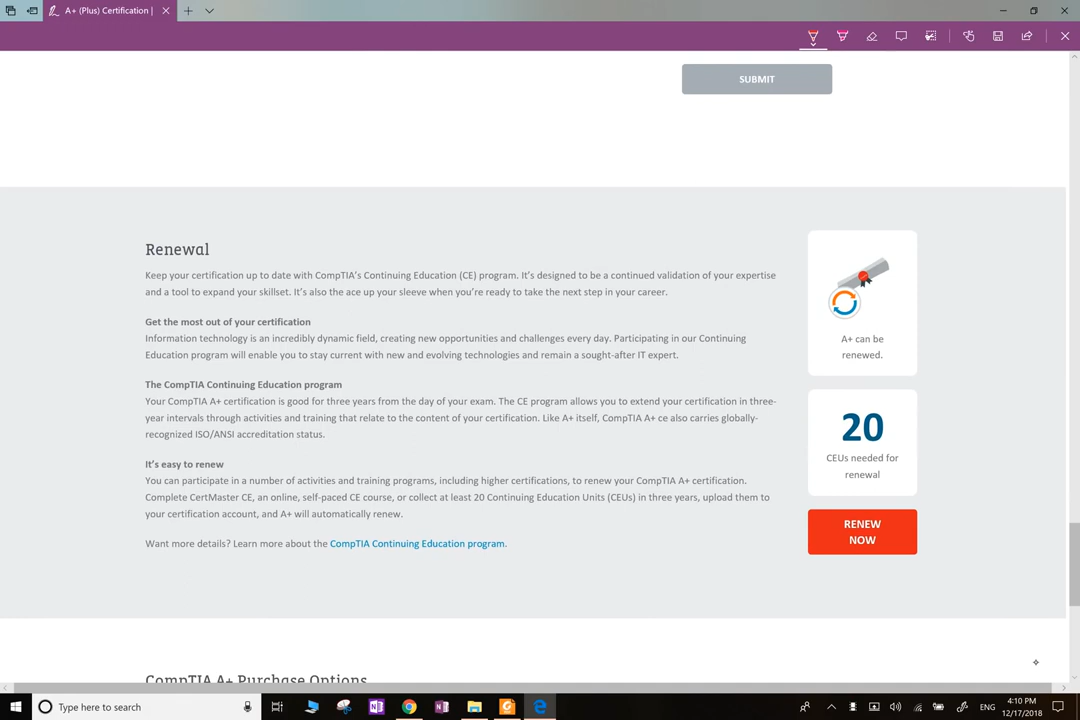 A+ (Plus) Certification |
SUBMIT
Renewal
Keep your certification up to date with CompTIA's Continuing Education (CE) program. It's designed to be a continued validation of your expertise
and a tool to expand your skillset. It's also the ace up your sleeve when you're ready to take the next step in your career.
Get the most out of your certification
Information technology is an incredibly dynamic field, creating new opportunities and challenges every day. Participating in our Continuing
Education program will enable you to stay current with new and evolving technologies and remain a sought-after IT expert.
The CompTIA Continuing Education program
Your CompTIA A+ certification is good for three years from the day of your exam. The CE program allows you to extend your certification in three-
year intervals through activities and training that relate to the content of your certification. Like A+ itself, CompTIA A+ ce also carries globally-
recognized ISO/ANSI accreditation status.
It's easy to renew
You can participate in a number of activities and training programs, including higher certifications, to renew your CompTIA A+ certification.
Complete CertMaster CE, an online, self-paced CE course, or collect at least 20 Continuing Education Units (CEUs) in three years, upload them to
your certification account, and A+ will automatically renew.
Want more details? Learn more about the CompTIA Continuing Education program.
A+ can be
renewed.
20
CEUs needed for
renewal
RENEW
NOW
CompTIA A+ Purchase Options
Type here to search
ENG
4:10 PM
12/17/2018